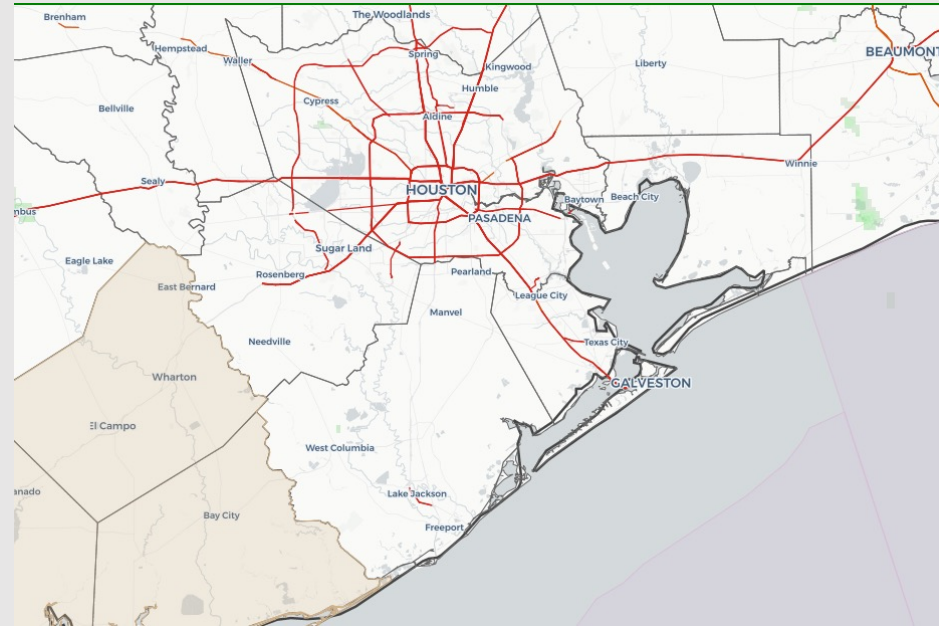 Brenham
The Woodlands
Hempstead
Waller
Spring
Kingwood
Liberty
BEAUMONT
Humble
Cypress
Bellville
Aldine
Winnie
Sealy
HOUSTON
Baytown
Beach City
mbus
PASADENA
Sugar Land
Eagle Lake
Rosenberg
Pearland
East Bernard
League City
Manvel
Needville
Texas City
Wharton
GALVESTON
El Campo
West Columbia
anado
Lake Jackson
Bay City
Freeport